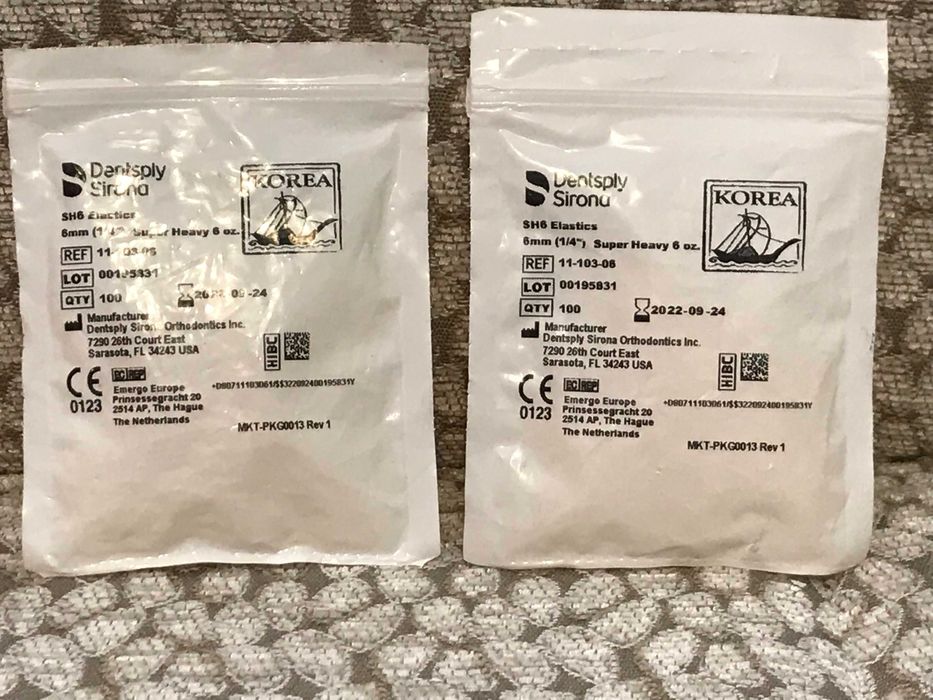 Dentsply
Sirona
KOREA
SH6 Elastics
6mm (1/4") Super Heavy 6 oz.
REF 11-103-06
LOT 00195831
QTY 100
2022-09-24
Manufacturer
Dentsply Sirona Orthodontics Inc.
7290 26th Court East
Sarasota, FL 34243 USA
HIBC
CE
0123
EC REP
Emergo Europe
Prinsessegracht 20
2514 AP, The Hague
The Netherlands
+D80711103061/$$322092400195831Y
MKT-PKG0013 Rev 1
Dentsply
Sirona
KOREA
SH6 Elastics
6mm (1/4") Super Heavy 6 oz.
REF 11-103-06
LOT 00195831
QTY 100
2022-09-24
Manufacturer
Dentsply Sirona Orthodontics Inc.
7290 26th Court East
Sarasota, FL 34243 USA
HIBC
CE
0123
EC REP
Emergo Europe
Prinsessegracht 20
2514 AP, The Hague
The Netherlands
+D80711103061/$$322092400195831Y
MKT-PKG0013 Rev 1